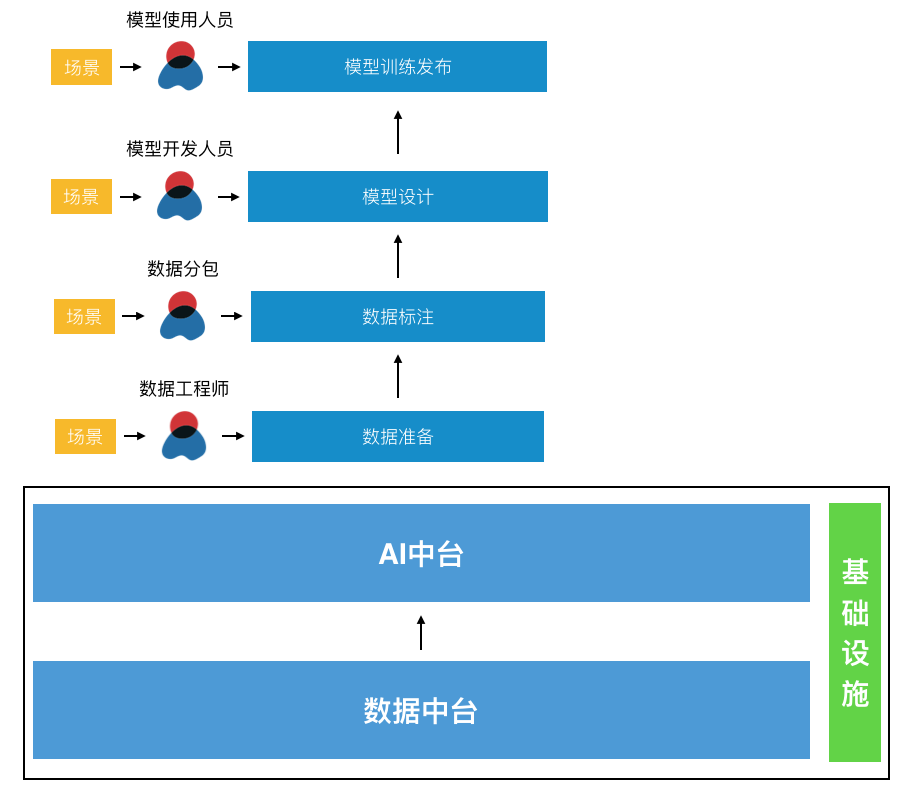 模型使用人员
场景
模型训练发布
模型开发人员
场景
模型设计
数据分包
场景
数据标注
数据工程师
场景
数据准备
AI中台
数据中台
基础设施